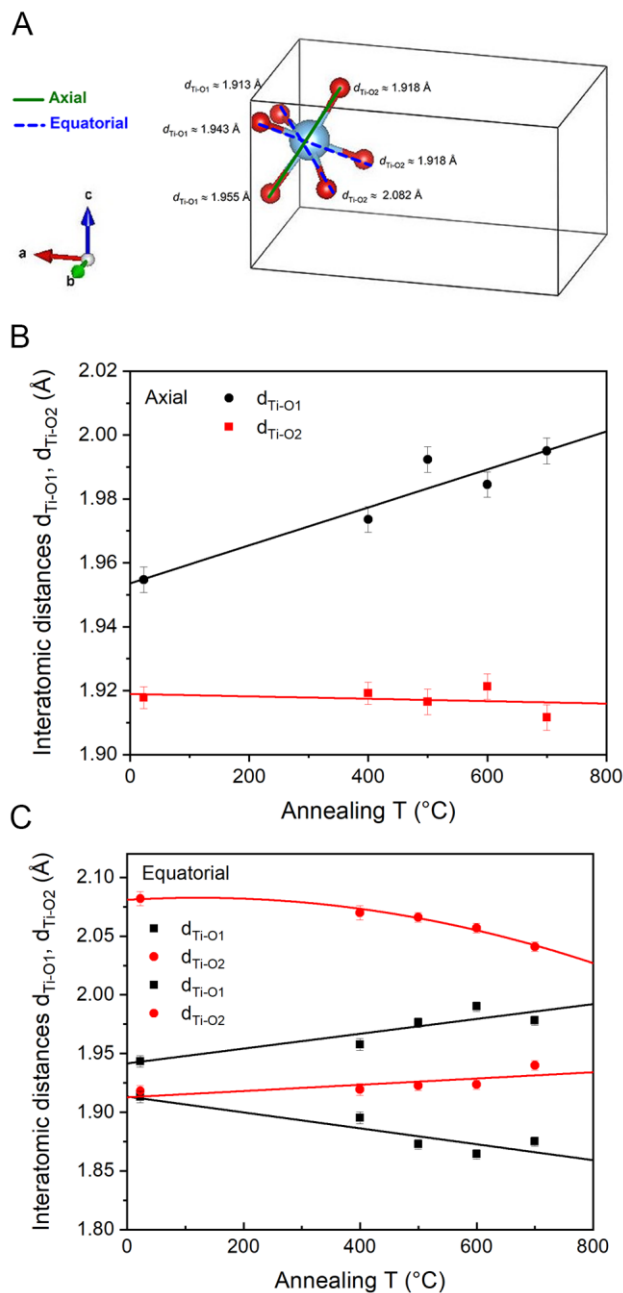 A
Axial
Equatorial
c
a
b
dTi-O1 ≈ 1.913 Å
dTi-O2 ≈ 1.918 Å
dTi-O1 ≈ 1.943 Å
dTi-O2 ≈ 1.918 Å
dTi-O1 ≈ 1.955 Å
dTi-O2 ≈ 2.082 Å
B
Interatomic distances dTi-O1, dTi-O2 (Å)
2.02
2.00
1.98
1.96
1.94
1.92
1.90
Axial
dTi-O1
dTi-O2
0
200
400
600
800
Annealing T (°C)
C
Interatomic distances dTi-O1, dTi-O2 (Å)
2.10
2.05
2.00
1.95
1.90
1.85
1.80
Equatorial
dTi-O1
dTi-O2
dTi-O1
dTi-O2
0
200
400
600
800
Annealing T (°C)